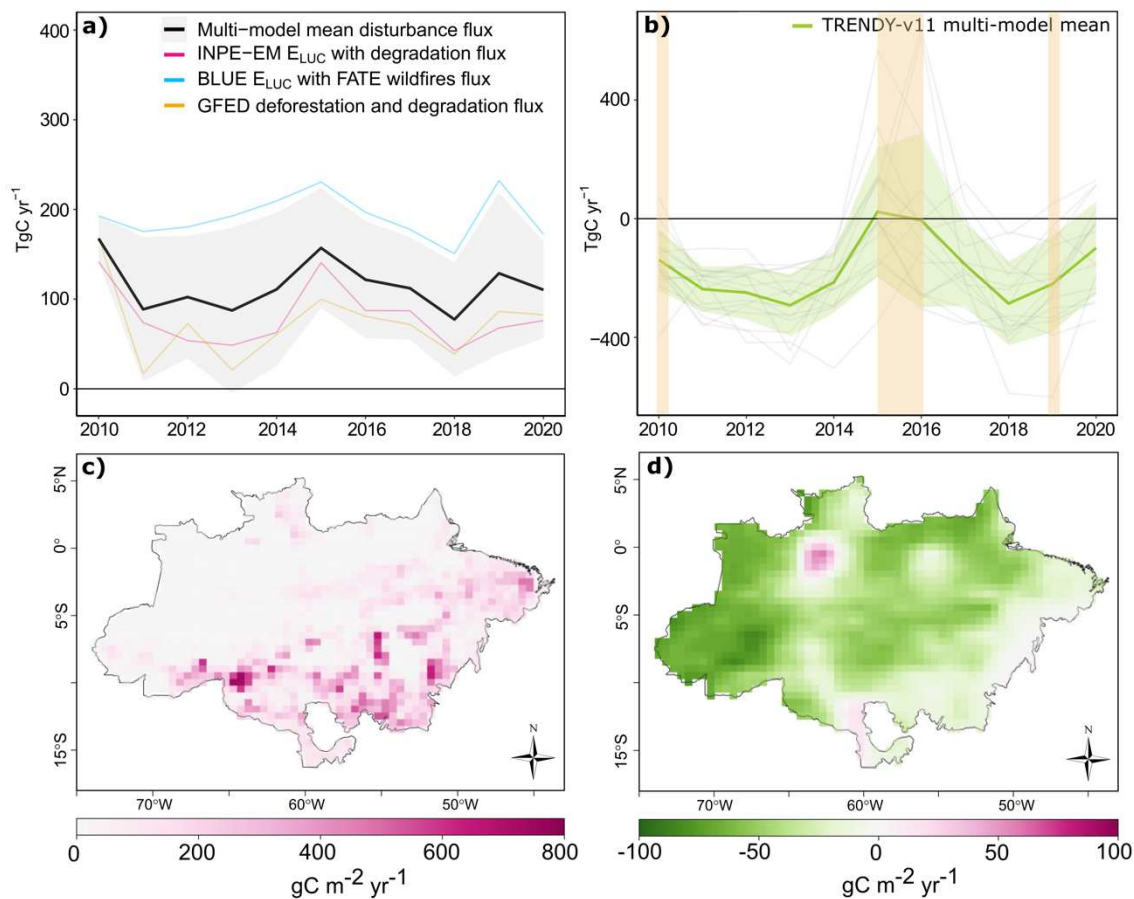 a)
Multi-model mean disturbance flux
INPE−EM ELUC with degradation flux
BLUE ELUC with FATE wildfires flux
GFED deforestation and degradation flux
400
300
200
100
0
TgC yr−1
2010 2012 2014 2016 2018 2020
b)
TRENDY-v11 multi-model mean
400
0
−400
TgC yr−1
2010 2012 2014 2016 2018 2020
c)
5°N
0°
5°S
15°S
N
70°W 60°W 50°W
0 200 400 600 800
gC m-2 yr-1
d)
5°N
0°
5°S
15°S
N
70°W 60°W 50°W
-100 -50 0 50 100
gC m-2 yr-1